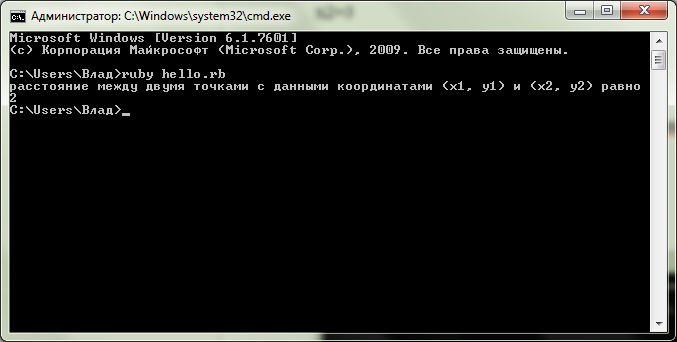 Администратор: C:\Windows\system32\cmd.exe
Microsoft Windows [Version 6.1.7601]
(c) Корпорация Майкрософт (Microsoft Corp.), 2009. Все права защищены.
C:\Users\Влад>ruby hello.rb
расстояние между двумя точками с данными координатами (x1, y1) и (x2, y2) равно
2
C:\Users\Влад>_